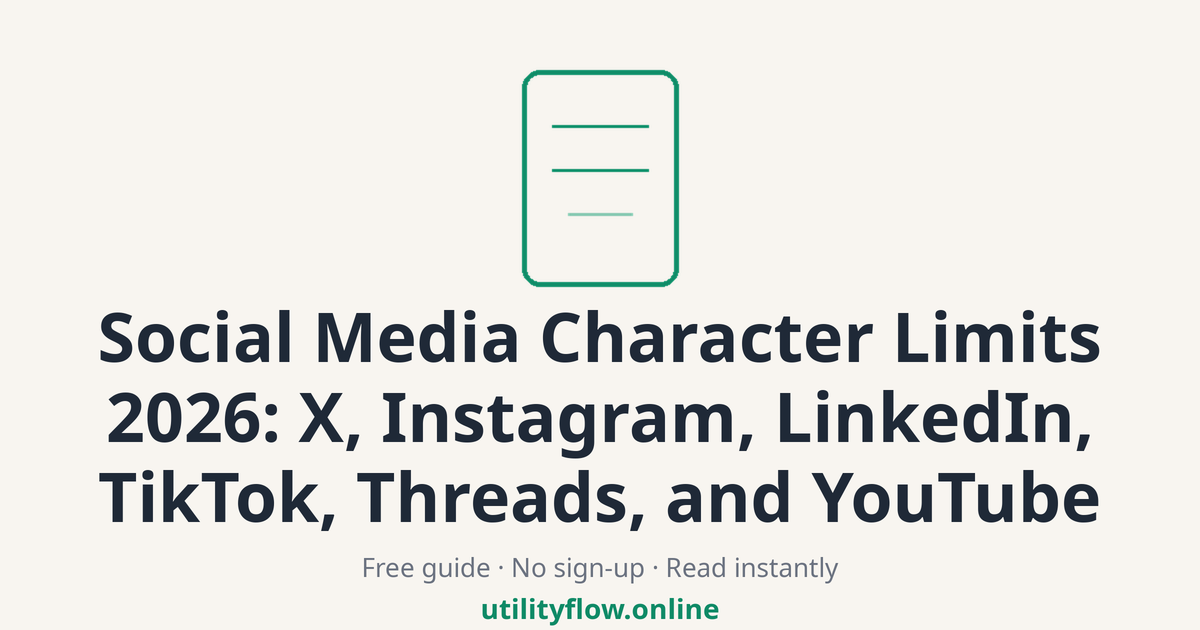 Social Media Character Limits
2026: X, Instagram, LinkedIn,
TikTok, Threads, and YouTube
Free guide · No sign-up · Read instantly
utilityflow.online